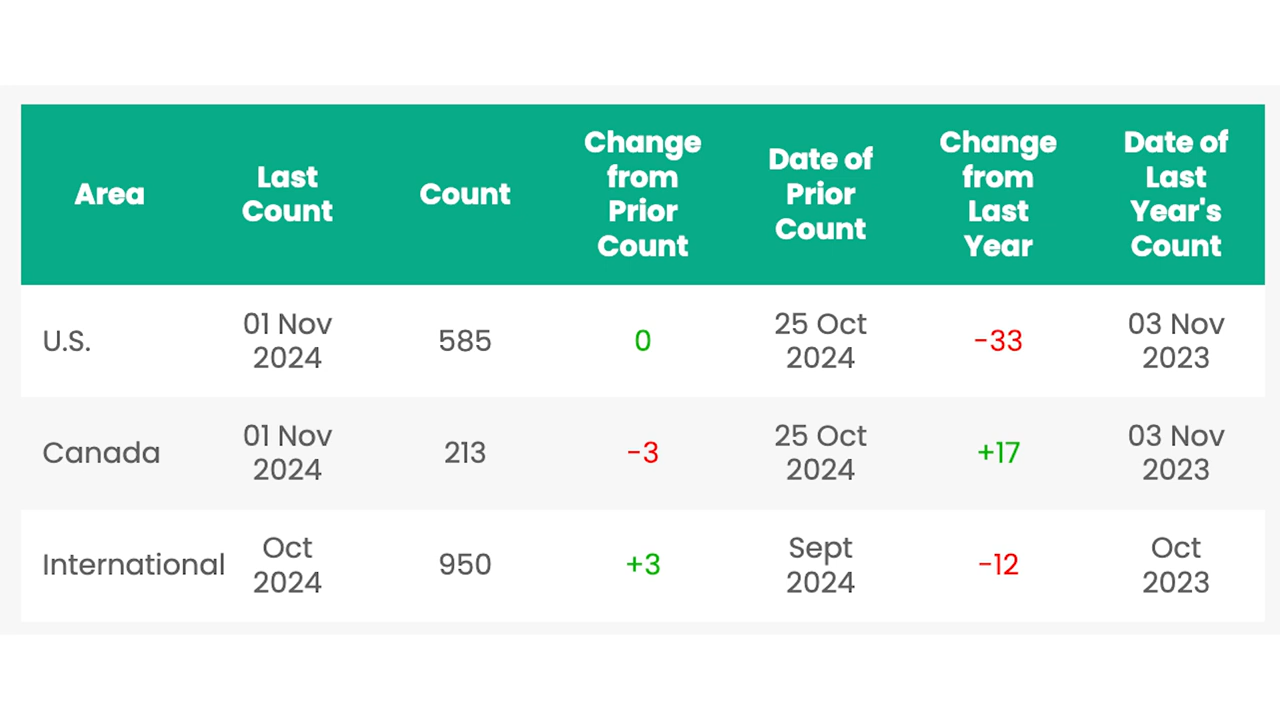 Area
Last
Count
Count
Change
from
Prior
Count
Date of
Prior
Count
Change
from
Last
Year
Date of
Last
Year's
Count
U.S.
01 Nov
2024
585
0
25 Oct
2024
-33
03 Nov
2023
Canada
01 Nov
2024
213
-3
25 Oct
2024
+17
03 Nov
2023
International
Oct
2024
950
+3
Sept
2024
-12
Oct
2023